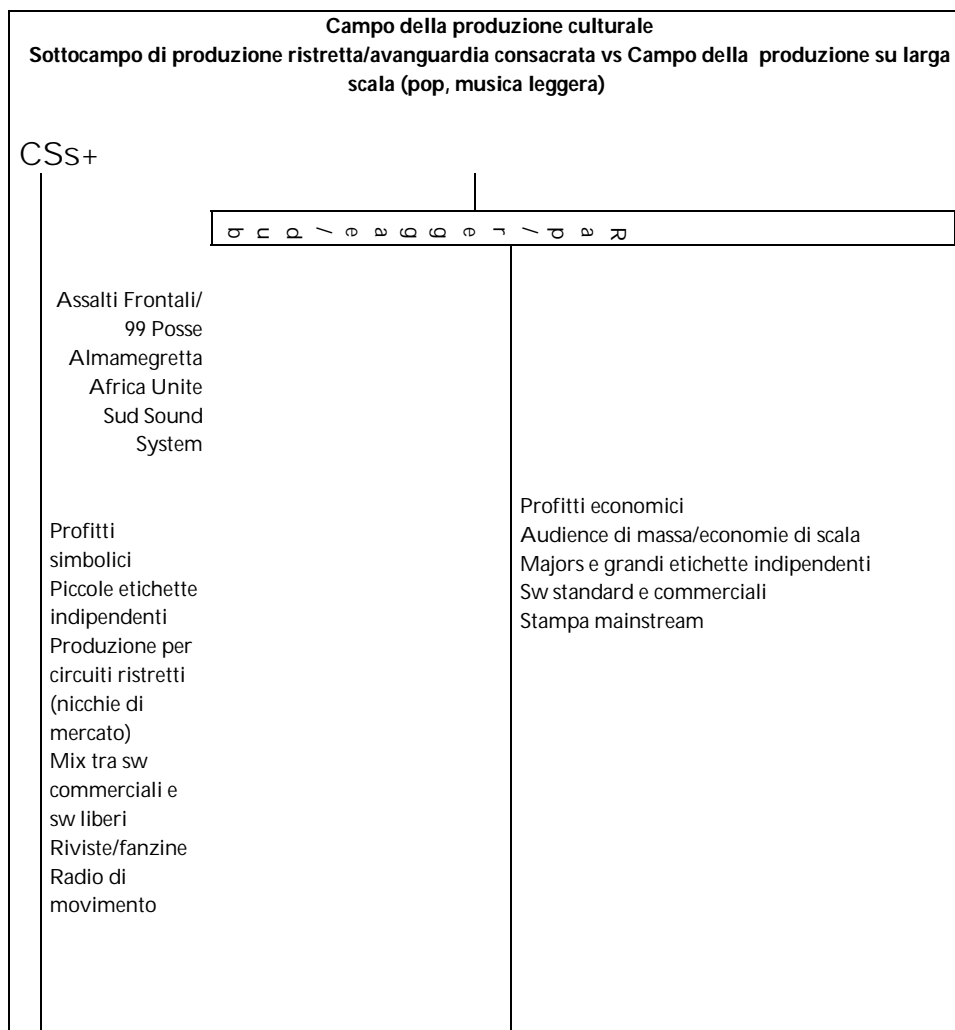 Campo della produzione culturale
Sottocampo di produzione ristretta/avanguardia consacrata vs Campo della produzione su larga
scala (pop, musica leggera)
CSs+
Rap/reggae/dub
Assalti Frontali/
99 Posse
Almamegretta
Africa Unite
Sud Sound
System
Profitti
simbolici
Piccole etichette
indipendenti
Produzione per
circuiti ristretti
(nicchie di
mercato)
Mix tra sw
commerciali e
sw liberi
Riviste/fanzine
Radio di
movimento
Profitti economici
Audience di massa/economie di scala
Majors e grandi etichette indipendenti
Sw standard e commerciali
Stampa mainstream